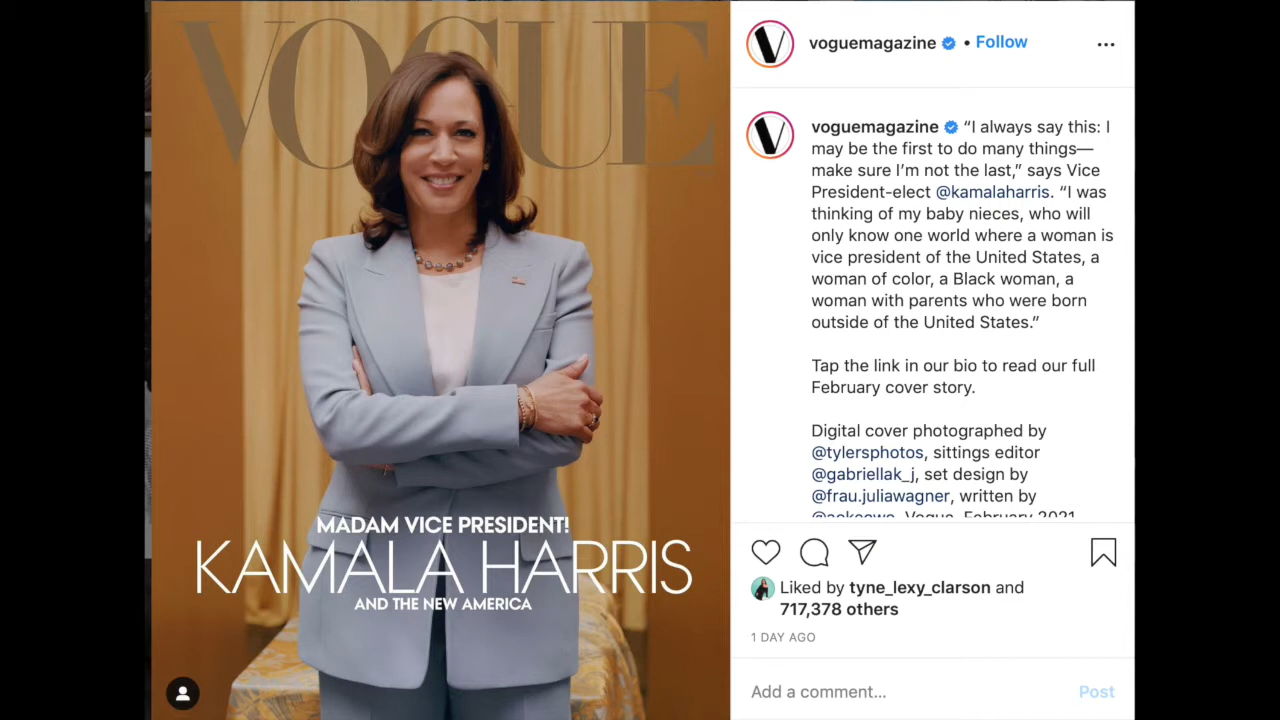 VOGUE
MADAM VICE PRESIDENT!
KAMALA HARRIS
AND THE NEW AMERICA
voguemagazine • Follow
voguemagazine “I always say this: I
may be the first to do many things—
make sure I’m not the last,” says Vice
President-elect @kamalaharris. “I was
thinking of my baby nieces, who will
only know one world where a woman is
vice president of the United States, a
woman of color, a Black woman, a
woman with parents who were born
outside of the United States.”
Tap the link in our bio to read our full
February cover story.
Digital cover photographed by
@tylersphotos, sittings editor
@gabriellak_j, set design by
@frau.juliawagner, written by
Vogue, February 2021
Liked by tyne_lexy_clarson and
717,378 others
1 DAY AGO
Add a comment... Post